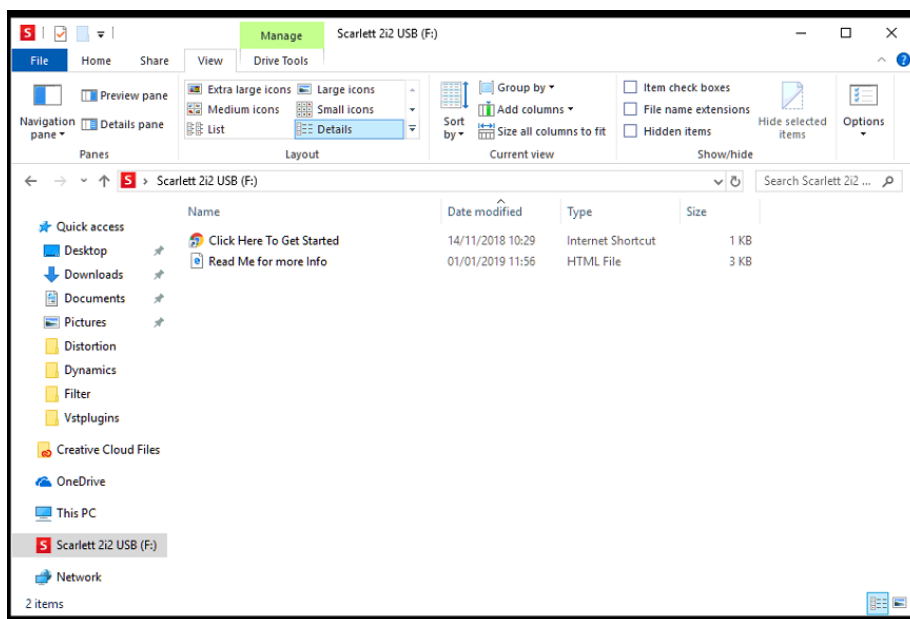 S Manage Scarlett 2i2 USB (F:)
File Home Share View Drive Tools ?
Navigation pane
Preview pane
Details pane
Panes
Extra large icons Large icons
Medium icons Small icons
List Details
Layout
Sort by
Group by
Add columns
Size all columns to fit
Current view
Item check boxes
File name extensions
Hidden items
Hide selected items
Show/hide
Options
S Scarlett 2i2 USB (F:) Search Scarlett 2i2 ...
Name Date modified Type Size
Click Here To Get Started 14/11/2018 10:29 Internet Shortcut 1 KB
Read Me for more Info 01/01/2019 11:56 HTML File 3 KB
Quick access
Desktop
Downloads
Documents
Pictures
Distortion
Dynamics
Filter
Vstplugins
Creative Cloud Files
OneDrive
This PC
S Scarlett 2i2 USB (F:)
Network
2 items